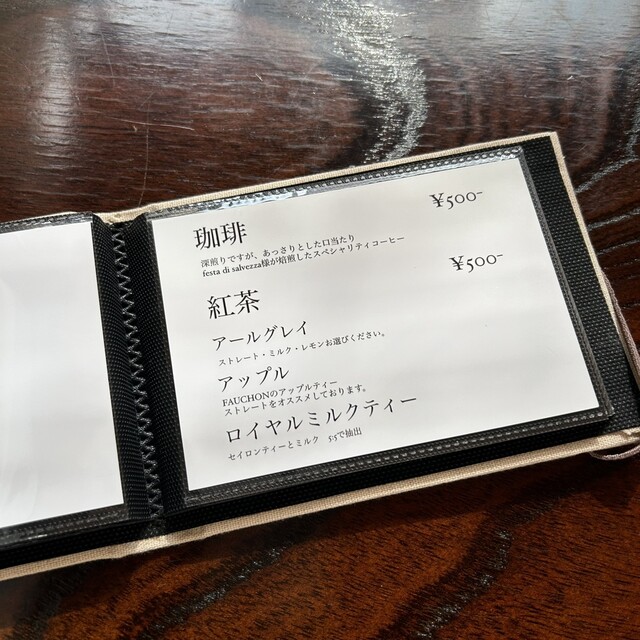 珈琲 ¥500-
深煎りですが、あっさりとした口当たり
festa di salvezza様が焙煎したスペシャリティコーヒー
紅茶 ¥500-
アールグレイ
ストレート・ミルク・レモンお選びください。
アップル
FAUCHONのアップルティー
ストレートをオススメしております。
ロイヤルミルクティー
セイロンティーとミルク 5:5で抽出